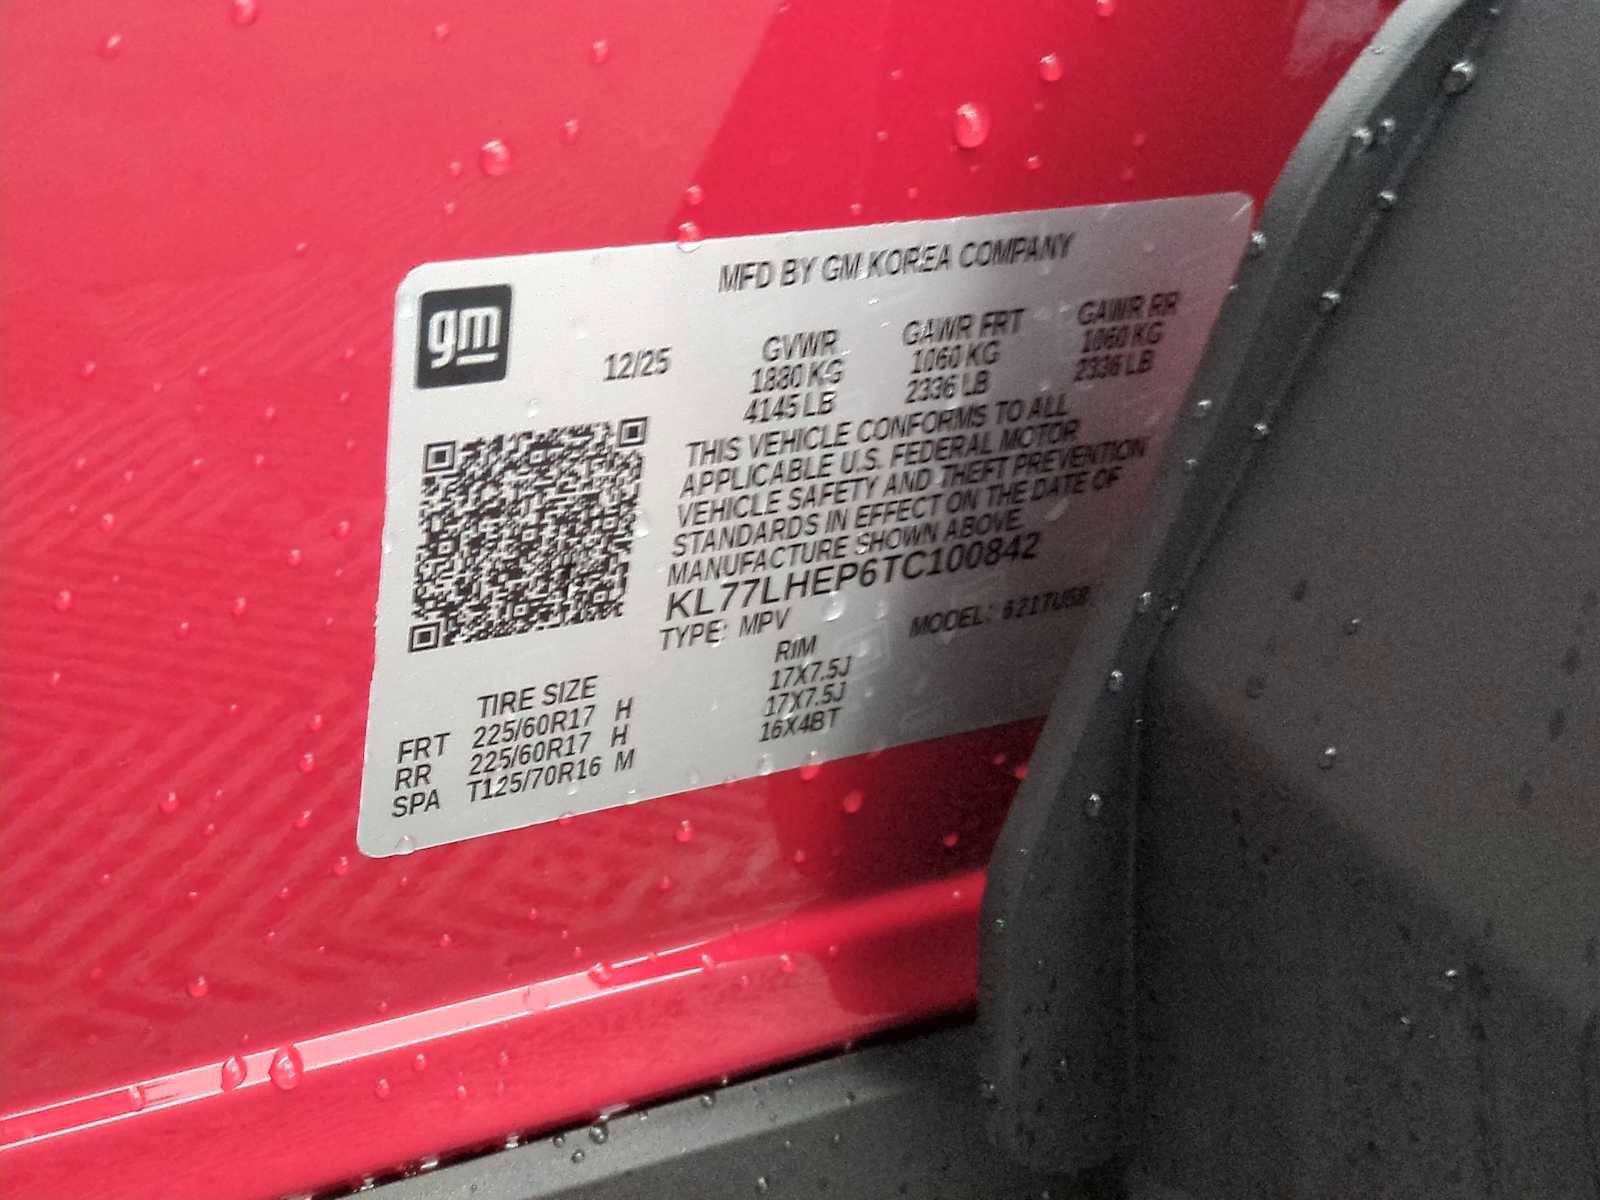 MFD BY GM KOREA COMPANY
gm
12/25
GVWR GAWR FRT GAWR RR
1880 KG 1060 KG 1060 KG
4145 LB 2336 LB 2336 LB
THIS VEHICLE CONFORMS TO ALL
APPLICABLE U.S. FEDERAL MOTOR
VEHICLE SAFETY AND THEFT PREVENTION
STANDARDS IN EFFECT ON THE DATE OF
MANUFACTURE SHOWN ABOVE
KL77LHEP6TC100842
TYPE: MPV MODEL:
TIRE SIZE RIM
FRT 225/60R17 H 17X7.5J
RR 225/60R17 H 17X7.5J
SPA T125/70R16 M 16X4BT